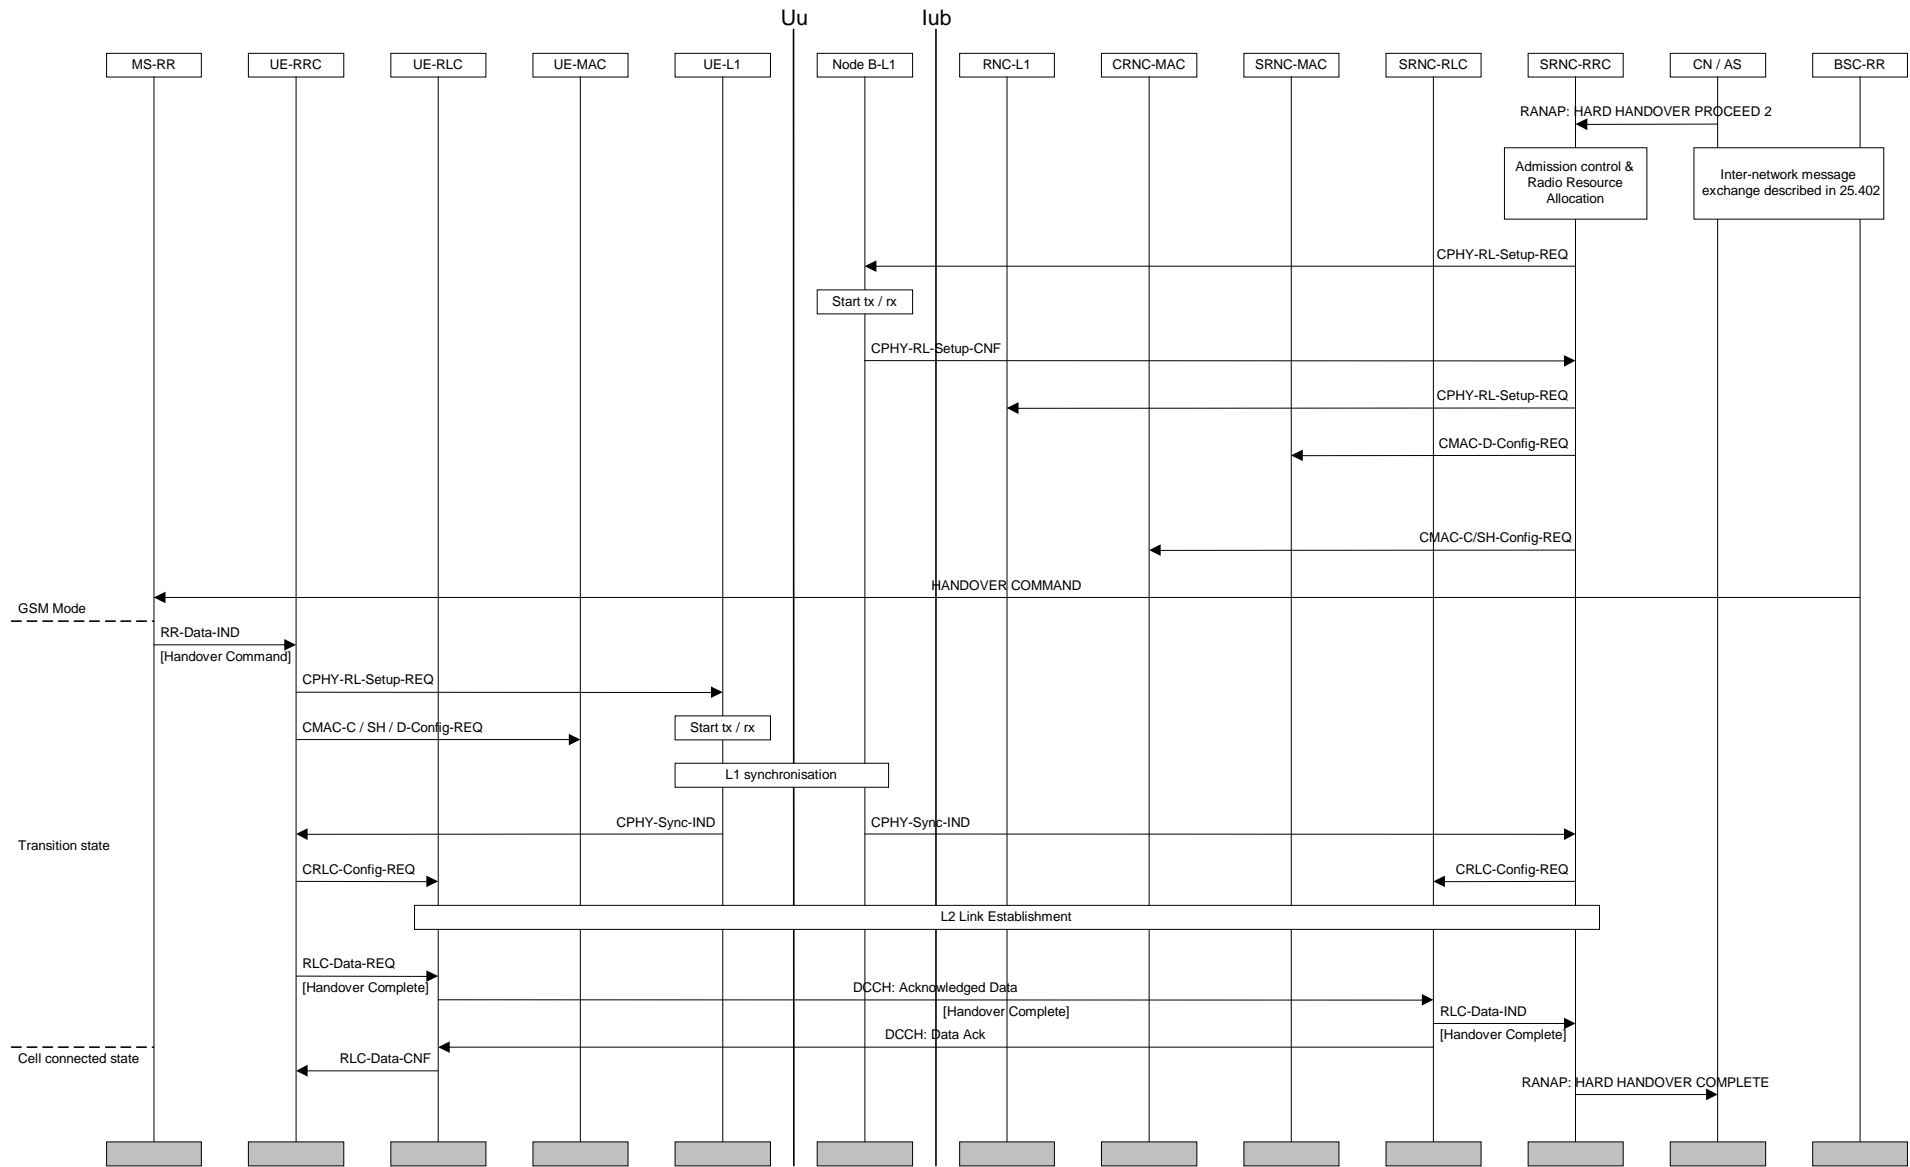 Uu
Iub
MS-RR
UE-RRC
UE-RLC
UE-MAC
UE-L1
Node B-L1
RNC-L1
CRNC-MAC
SRNC-MAC
SRNC-RLC
SRNC-RRC
CN / AS
BSC-RR
RANAP: HARD HANDOVER PROCEED 2
Admission control &
Radio Resource
Allocation
Inter-network message
exchange described in 25.402
CPHY-RL-Setup-REQ
Start tx / rx
CPHY-RL-Setup-CNF
CPHY-RL-Setup-REQ
CMAC-D-Config-REQ
CMAC-C/SH-Config-REQ
HANDOVER COMMAND
GSM Mode
RR-Data-IND
[Handover Command]
CPHY-RL-Setup-REQ
CMAC-C / SH / D-Config-REQ
Start tx / rx
L1 synchronisation
CPHY-Sync-IND
CPHY-Sync-IND
Transition state
CRLC-Config-REQ
CRLC-Config-REQ
L2 Link Establishment
RLC-Data-REQ
[Handover Complete]
DCCH: Acknowledged Data
[Handover Complete]
RLC-Data-IND
[Handover Complete]
DCCH: Data Ack
Cell connected state
RLC-Data-CNF
RANAP: HARD HANDOVER COMPLETE